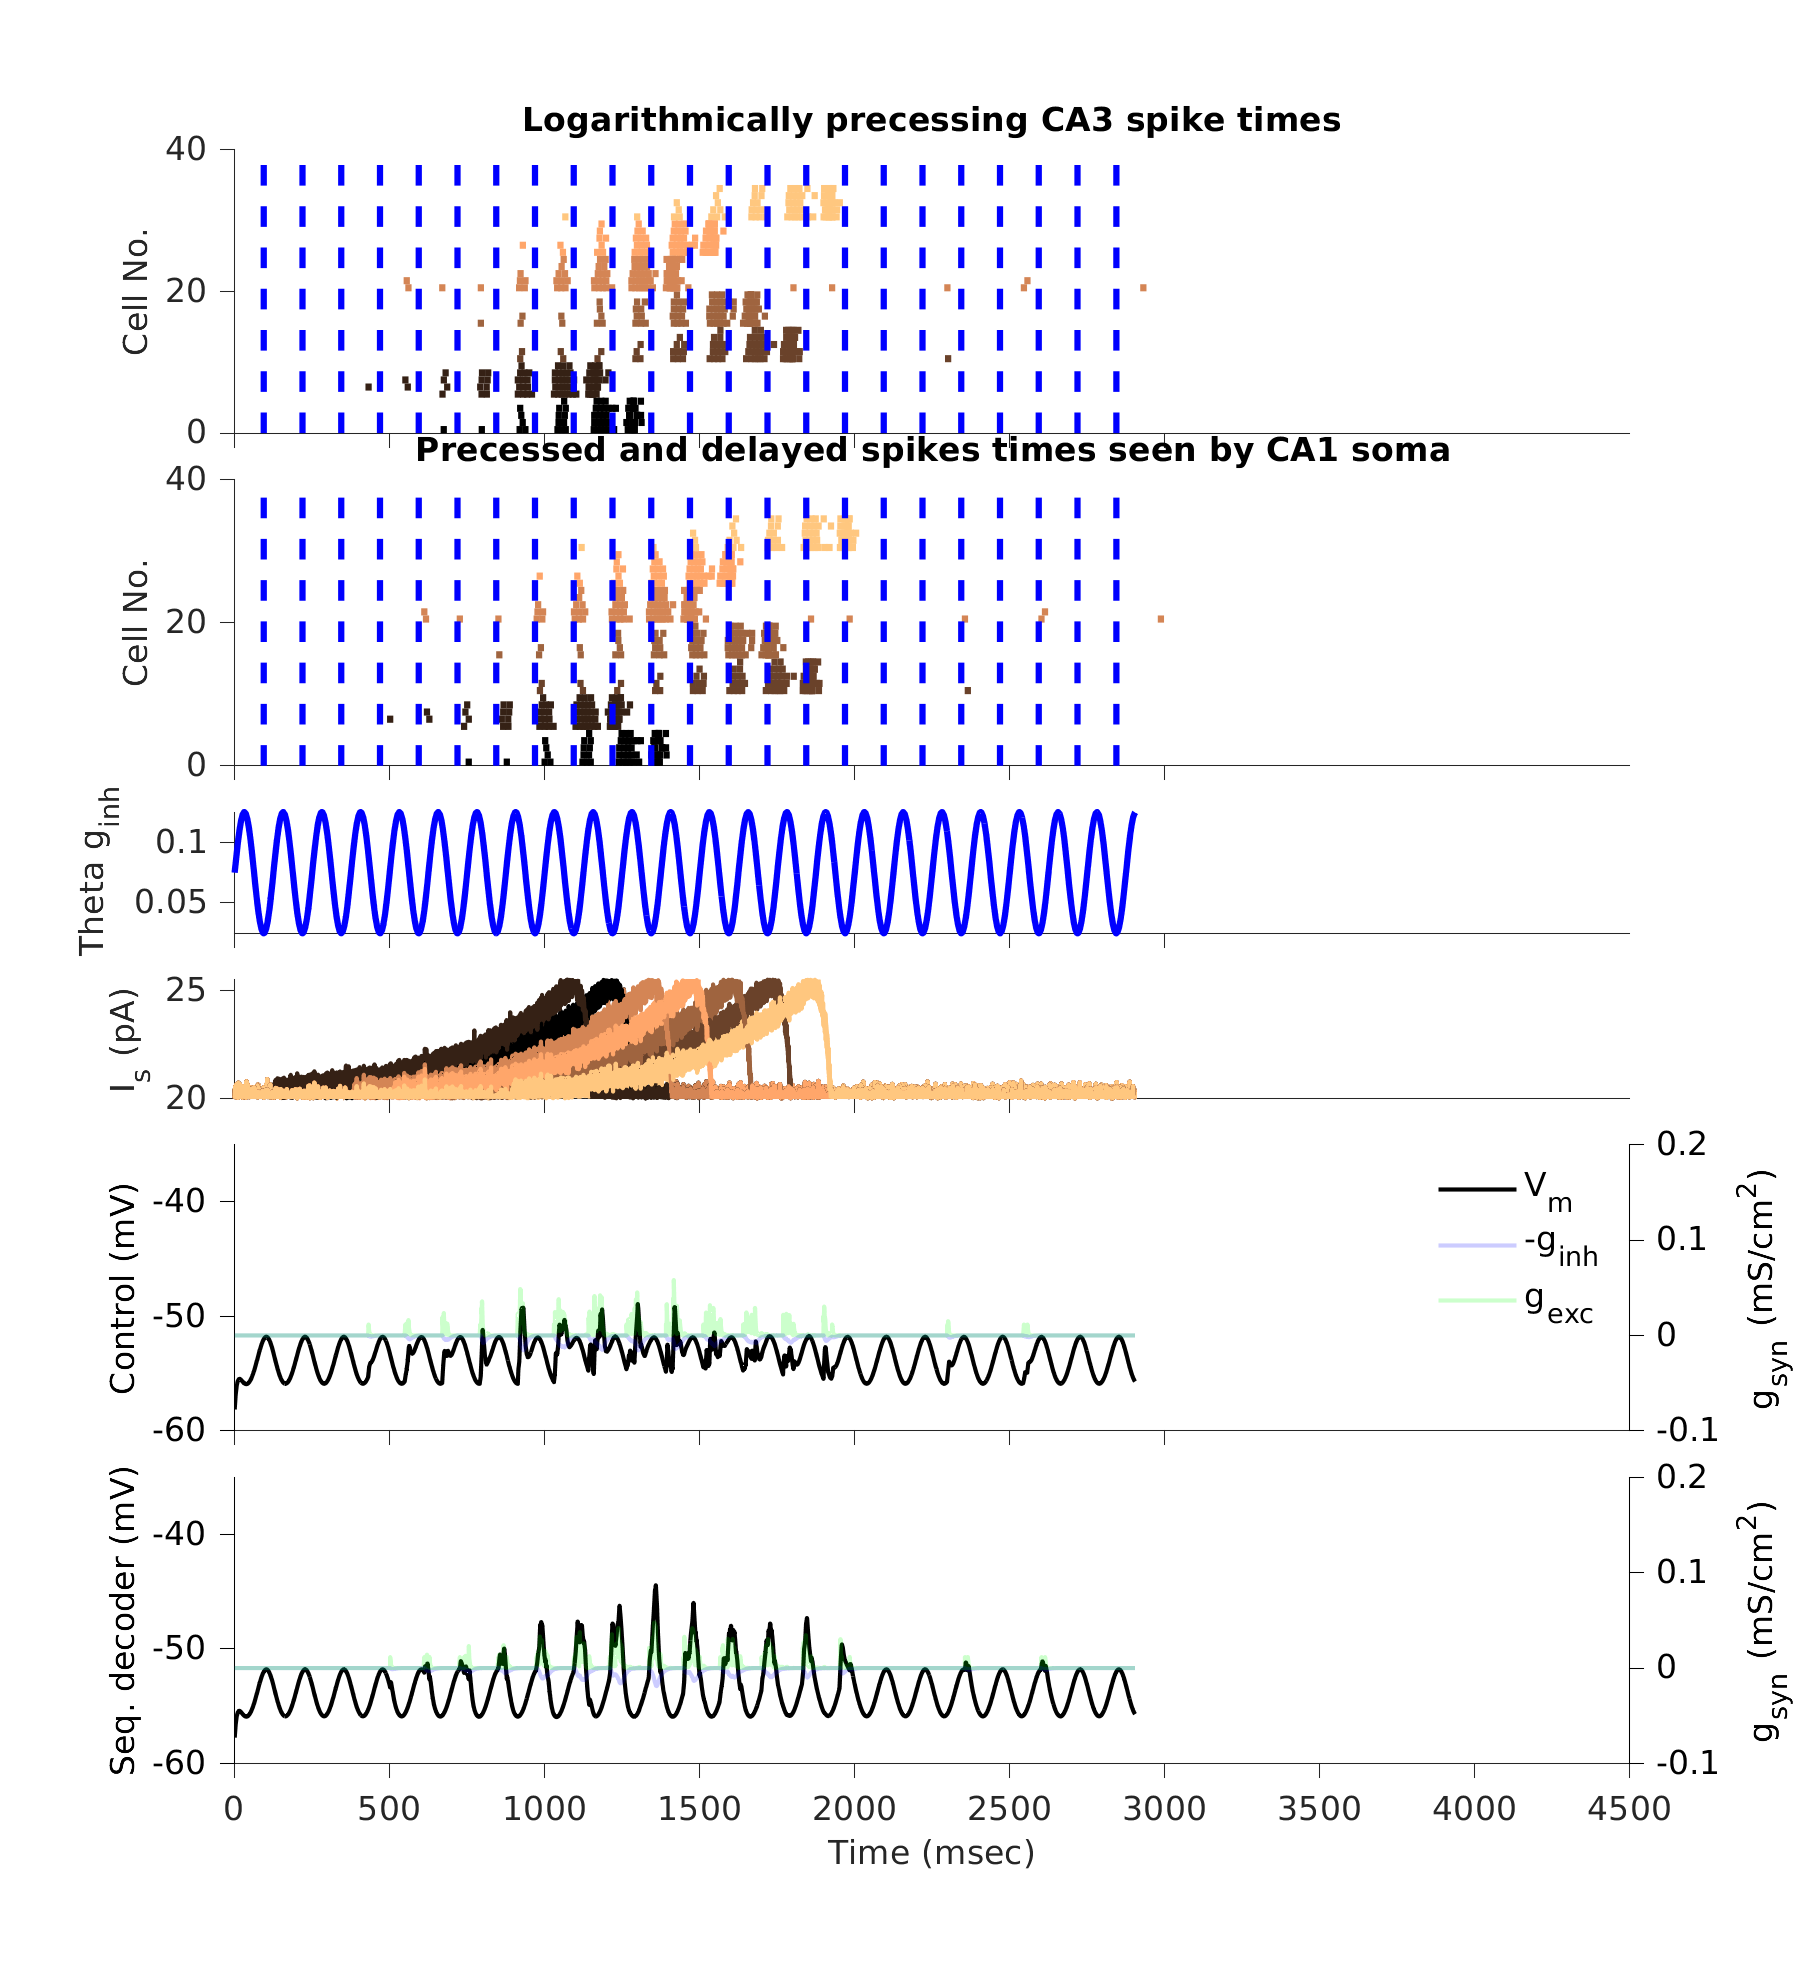 Logarithmically precessing CA3 spike times
40
20
0
Cell No.
Precessed and delayed spikes times seen by CA1 soma
40
20
0
Cell No.
0.1
0.05
Theta g_inh
25
20
I_s (pA)
-40
-50
-60
Control (mV)
V_m
-g_inh
g_exc
0.2
0.1
0
-0.1
g_syn (mS/cm^2)
-40
-50
-60
Seq. decoder (mV)
0.2
0.1
0
-0.1
g_syn (mS/cm^2)
0 500 1000 1500 2000 2500 3000 3500 4000 4500
Time (msec)